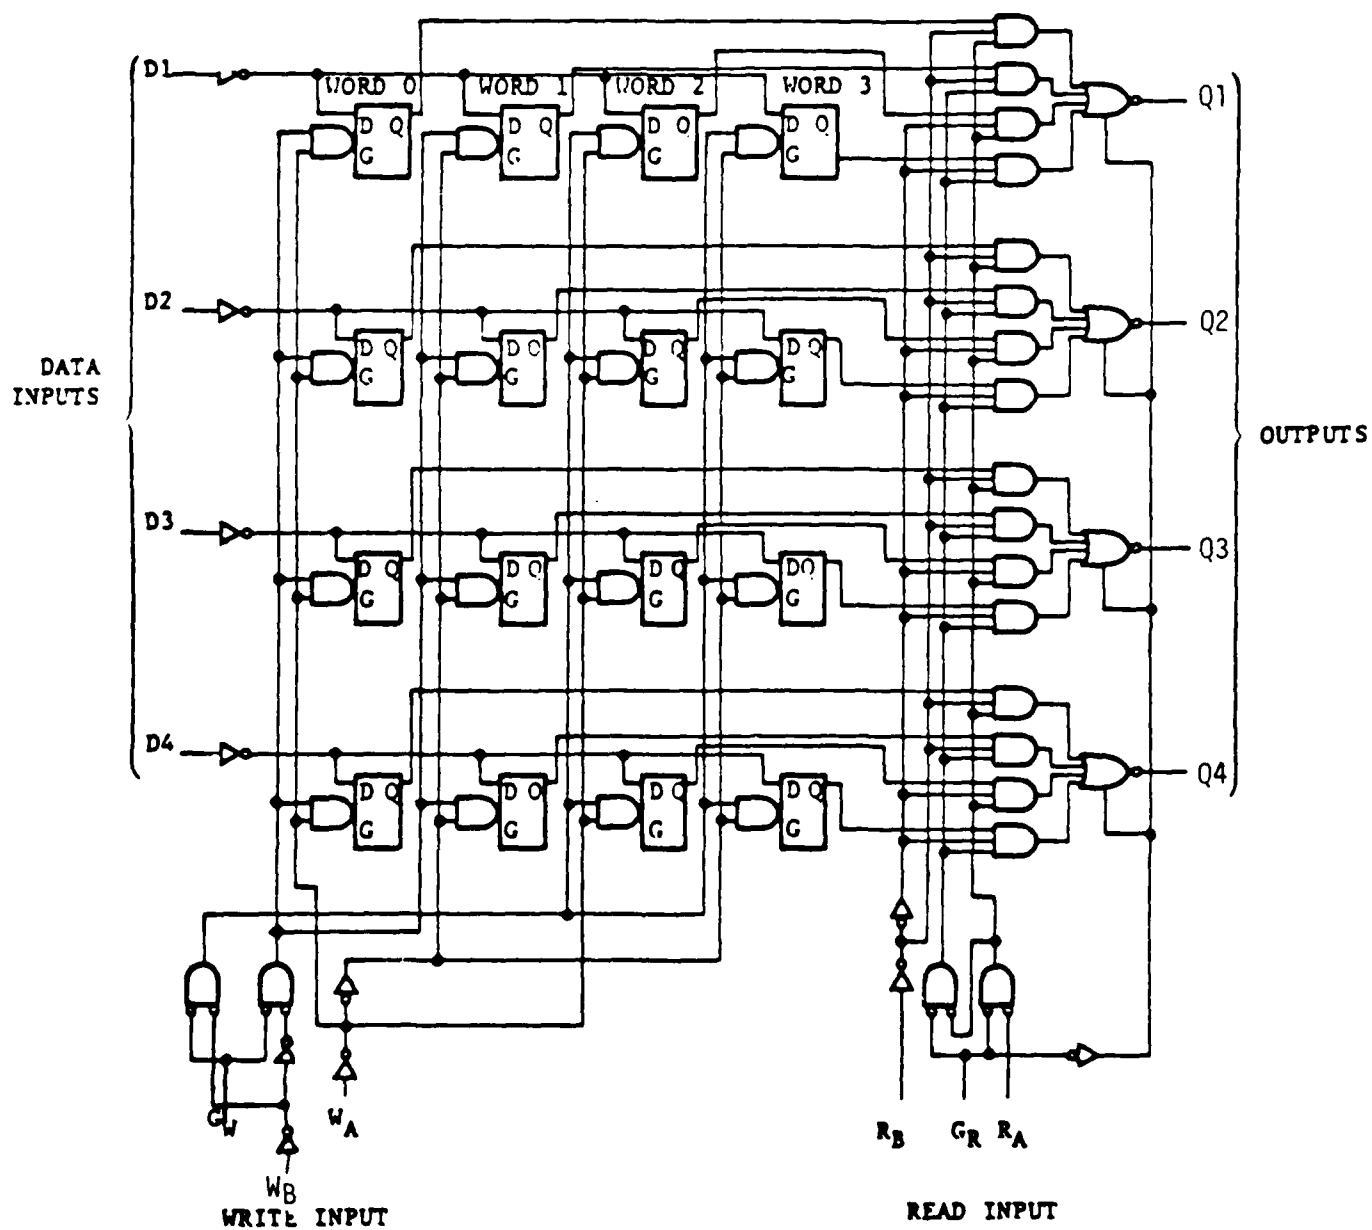 D1
WORD 0 WORD 1 WORD 2 WORD 3
D Q D Q D Q D Q
G G G G
Q1
D2
D Q D Q D Q D Q
G G G G
Q2
DATA
INPUTS
OUTPUTS
D3
D Q D Q D Q D Q
G G G G
Q3
D4
D Q D Q D Q D Q
G G G G
Q4
GW WA RB GR RA
WB
WRITE INPUT READ INPUT